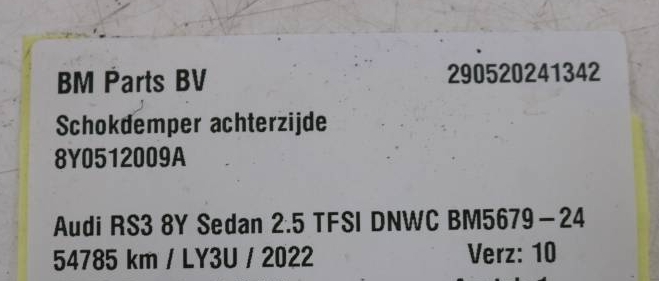 BM Parts BV 290520241342
Schokdemper achterzijde
8Y0512009A
Audi RS3 8Y Sedan 2.5 TFSI DNWC BM5679-24
54785 km / LY3U / 2022 Verz: 10